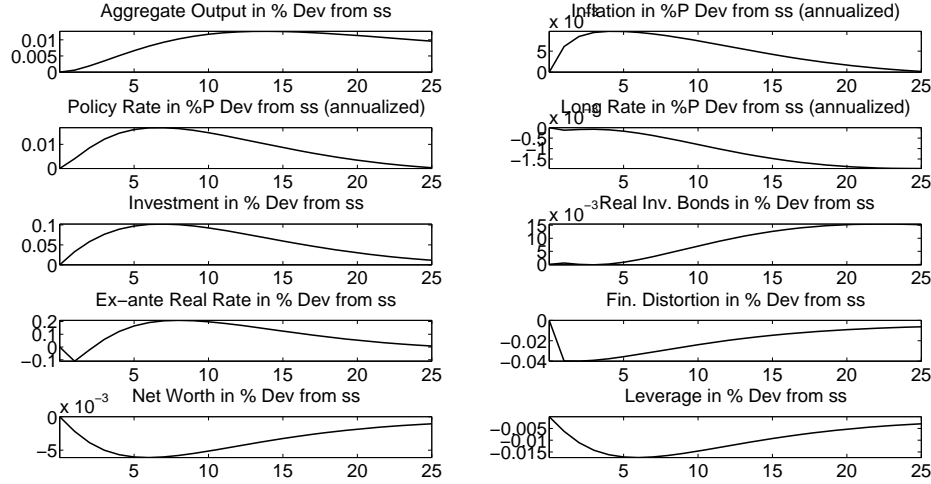 Aggregate Output in % Dev from ss
0.01
0.005
0
5 10 15 20 25
Inflation in %P Dev from ss (annualized)
x 10−3
5
0
5 10 15 20 25
Policy Rate in %P Dev from ss (annualized)
0.01
0
5 10 15 20 25
Long Rate in %P Dev from ss (annualized)
x 10−3
0
−0.5
−1
−1.5
5 10 15 20 25
Investment in % Dev from ss
0.1
0.05
0
5 10 15 20 25
x 10−3
Real Inv. Bonds in % Dev from ss
15
10
5
0
5 10 15 20 25
Ex−ante Real Rate in % Dev from ss
0.2
0.1
0
−0.1
5 10 15 20 25
Fin. Distortion in % Dev from ss
0
−0.02
−0.04
5 10 15 20 25
x 10−3
Net Worth in % Dev from ss
0
−5
5 10 15 20 25
Leverage in % Dev from ss
−0.005
−0.01
−0.015
5 10 15 20 25